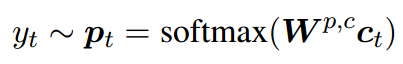 y_t ∼ p_t = softmax(W^{p,c} c_t)